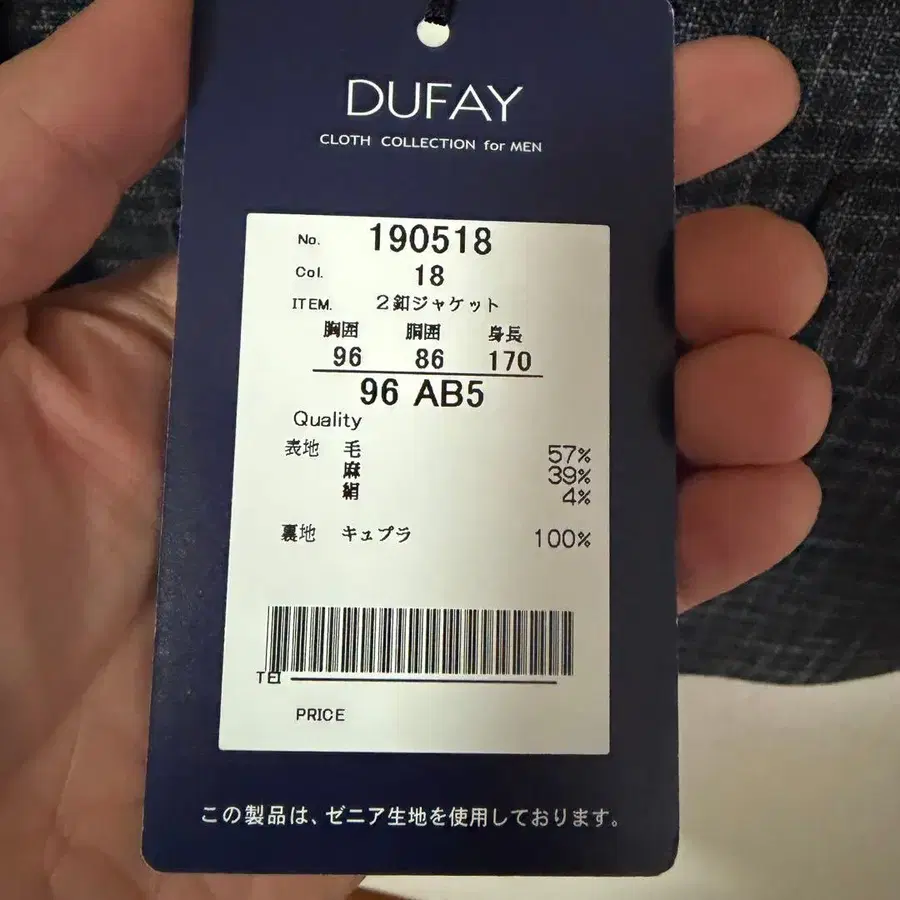 DUFAY
CLOTH COLLECTION for MEN
No. 190518
Col. 18
ITEM. 2釦ジャケット
胸囲 胴囲 身長
96 86 170
96 AB5
Quality
表地 毛 57%
麻 39%
絹 4%
裏地 キュプラ 100%
TEI
PRICE
この製品は、ゼニア生地を使用しております。